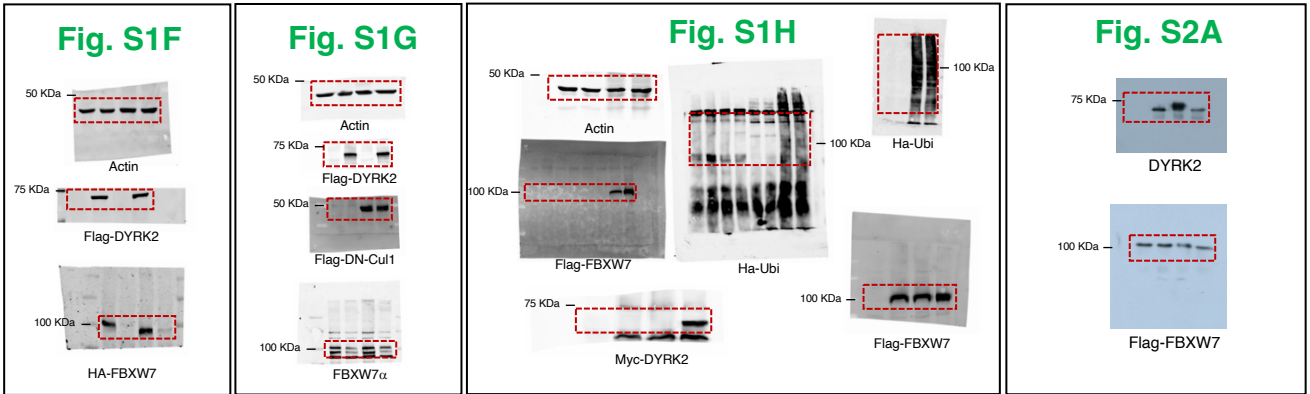 Fig. S1F
50 KDa
Actin
75 KDa
Flag-DYRK2
100 KDa
HA-FBXW7
Fig. S1G
50 KDa
Actin
75 KDa
Flag-DYRK2
50 KDa
Flag-DN-Cul1
100 KDa
FBXW7α
Fig. S1H
50 KDa
Actin
100 KDa
Flag-FBXW7
75 KDa
Myc-DYRK2
100 KDa
Ha-Ubi
100 KDa
Ha-Ubi
100 KDa
Flag-FBXW7
Fig. S2A
75 KDa
DYRK2
100 KDa
Flag-FBXW7